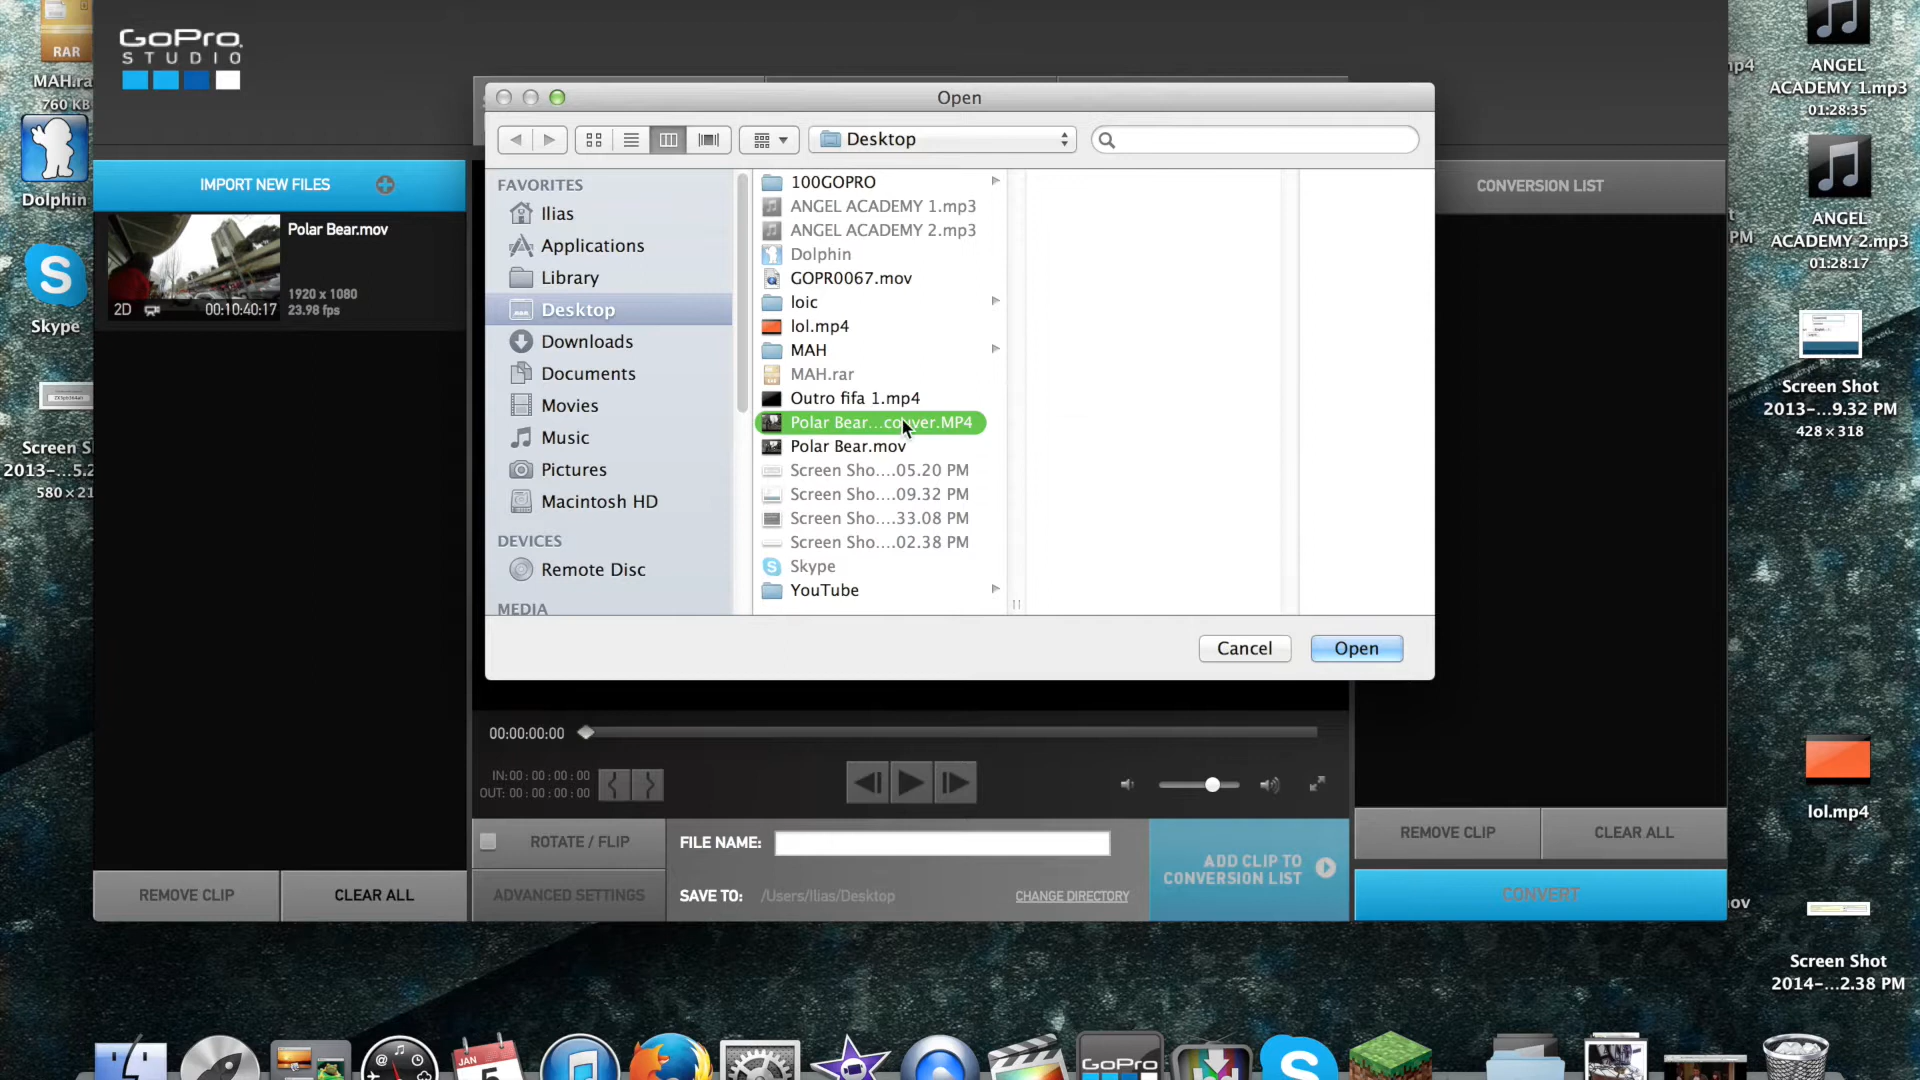 GoPro.
STUDIO
RAR
MAH.ra
760 KB
Dolphin
Skype
Screen S
2013-...5.2
580 × 21
IMPORT NEW FILES
Polar Bear.mov
1920 x 1080
23.98 fps
2D
00:10:40:17
REMOVE CLIP
CLEAR ALL
Open
Desktop
FAVORITES
Ilias
Applications
Library
Desktop
Downloads
Documents
Movies
Music
Pictures
Macintosh HD
DEVICES
Remote Disc
MEDIA
100GOPRO
ANGEL ACADEMY 1.mp3
ANGEL ACADEMY 2.mp3
Dolphin
GOPR0067.mov
loic
lol.mp4
MAH
MAH.rar
Outro fifa 1.mp4
Polar Bear...couver.MP4
Polar Bear.mov
Screen Sho....05.20 PM
Screen Sho....09.32 PM
Screen Sho....33.08 PM
Screen Sho....02.38 PM
Skype
YouTube
Cancel
Open
00:00:00:00
IN:00 : 00 : 00 : 00
OUT: 00 : 00 : 00 : 00
ROTATE / FLIP
ADVANCED SETTINGS
FILE NAME:
SAVE TO:
/Users/Ilias/Desktop
CHANGE DIRECTORY
ADD CLIP TO
CONVERSION LIST
CONVERSION LIST
REMOVE CLIP
CLEAR ALL
CONVERT
np4
t
PM
nov
ANGEL
ACADEMY 1.mp3
01:28:35
ANGEL
ACADEMY 2.mp3
01:28:17
Screen Shot
2013-...9.32 PM
428 × 318
lol.mp4
Screen Shot
2014-...2.38 PM
JAN
5
GoPro